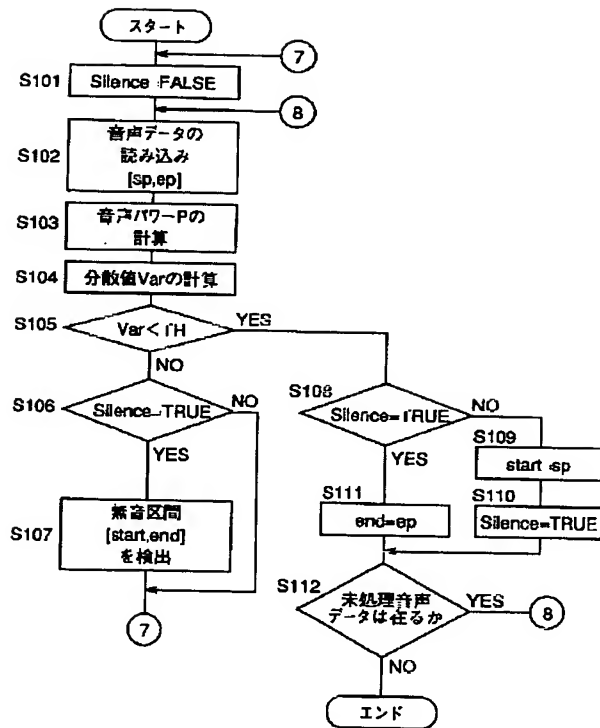 スタート
7
S101
Silence=FALSE
8
S102
音声データの
読み込み
[sp,ep]
S103
音声パワーPの
計算
S104
分散値Varの計算
S105
Var<TH
YES
NO
S106
Silence=TRUE
NO
YES
S107
無音区間
[start,end]
を検出
7
S108
Silence=TRUE
NO
YES
S109
start=sp
S110
Silence=TRUE
S111
end=ep
S112
未処理音声
データは在るか
YES
8
NO
エンド